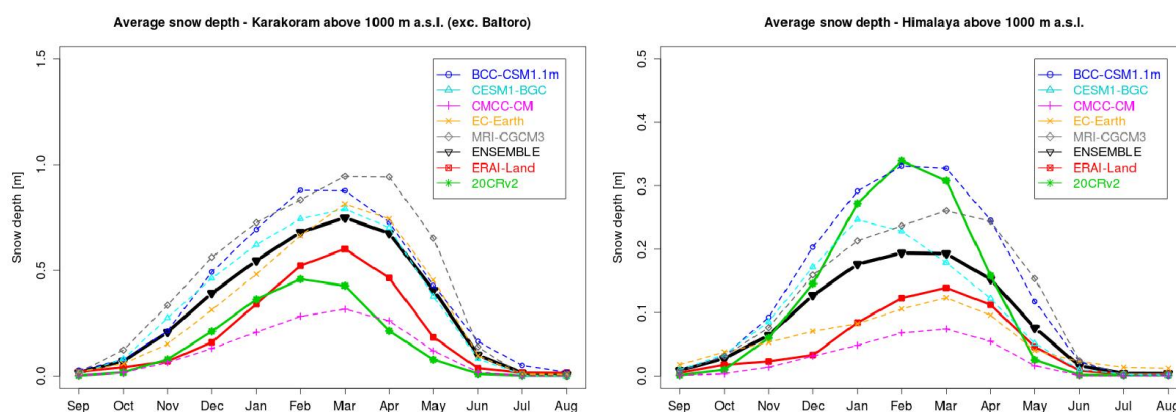 Average snow depth - Karakoram above 1000 m a.s.l. (exc. Baltoro)
Snow depth [m]
1.5
1.0
0.5
0.0
BCC-CSM1.1m
CESM1-BGC
CMCC-CM
EC-Earth
MRI-CGCM3
ENSEMBLE
ERAI-Land
20CRv2
Sep Oct Nov Dec Jan Feb Mar Apr May Jun Jul Aug
Average snow depth - Himalaya above 1000 m a.s.l.
Snow depth [m]
0.5
0.4
0.3
0.2
0.1
0.0
BCC-CSM1.1m
CESM1-BGC
CMCC-CM
EC-Earth
MRI-CGCM3
ENSEMBLE
ERAI-Land
20CRv2
Sep Oct Nov Dec Jan Feb Mar Apr May Jun Jul Aug